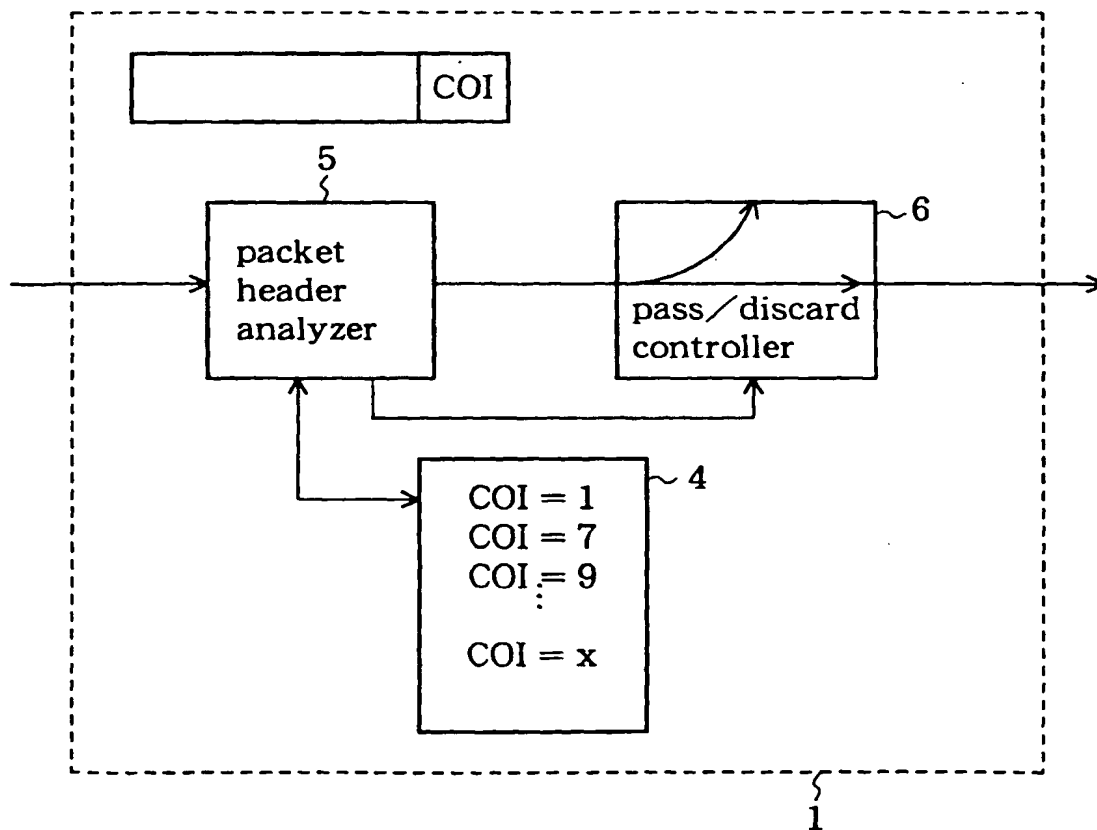 COI
5
packet
header
analyzer
6
pass/discard
controller
4
COI = 1
COI = 7
COI = 9
⋮
COI = x
1